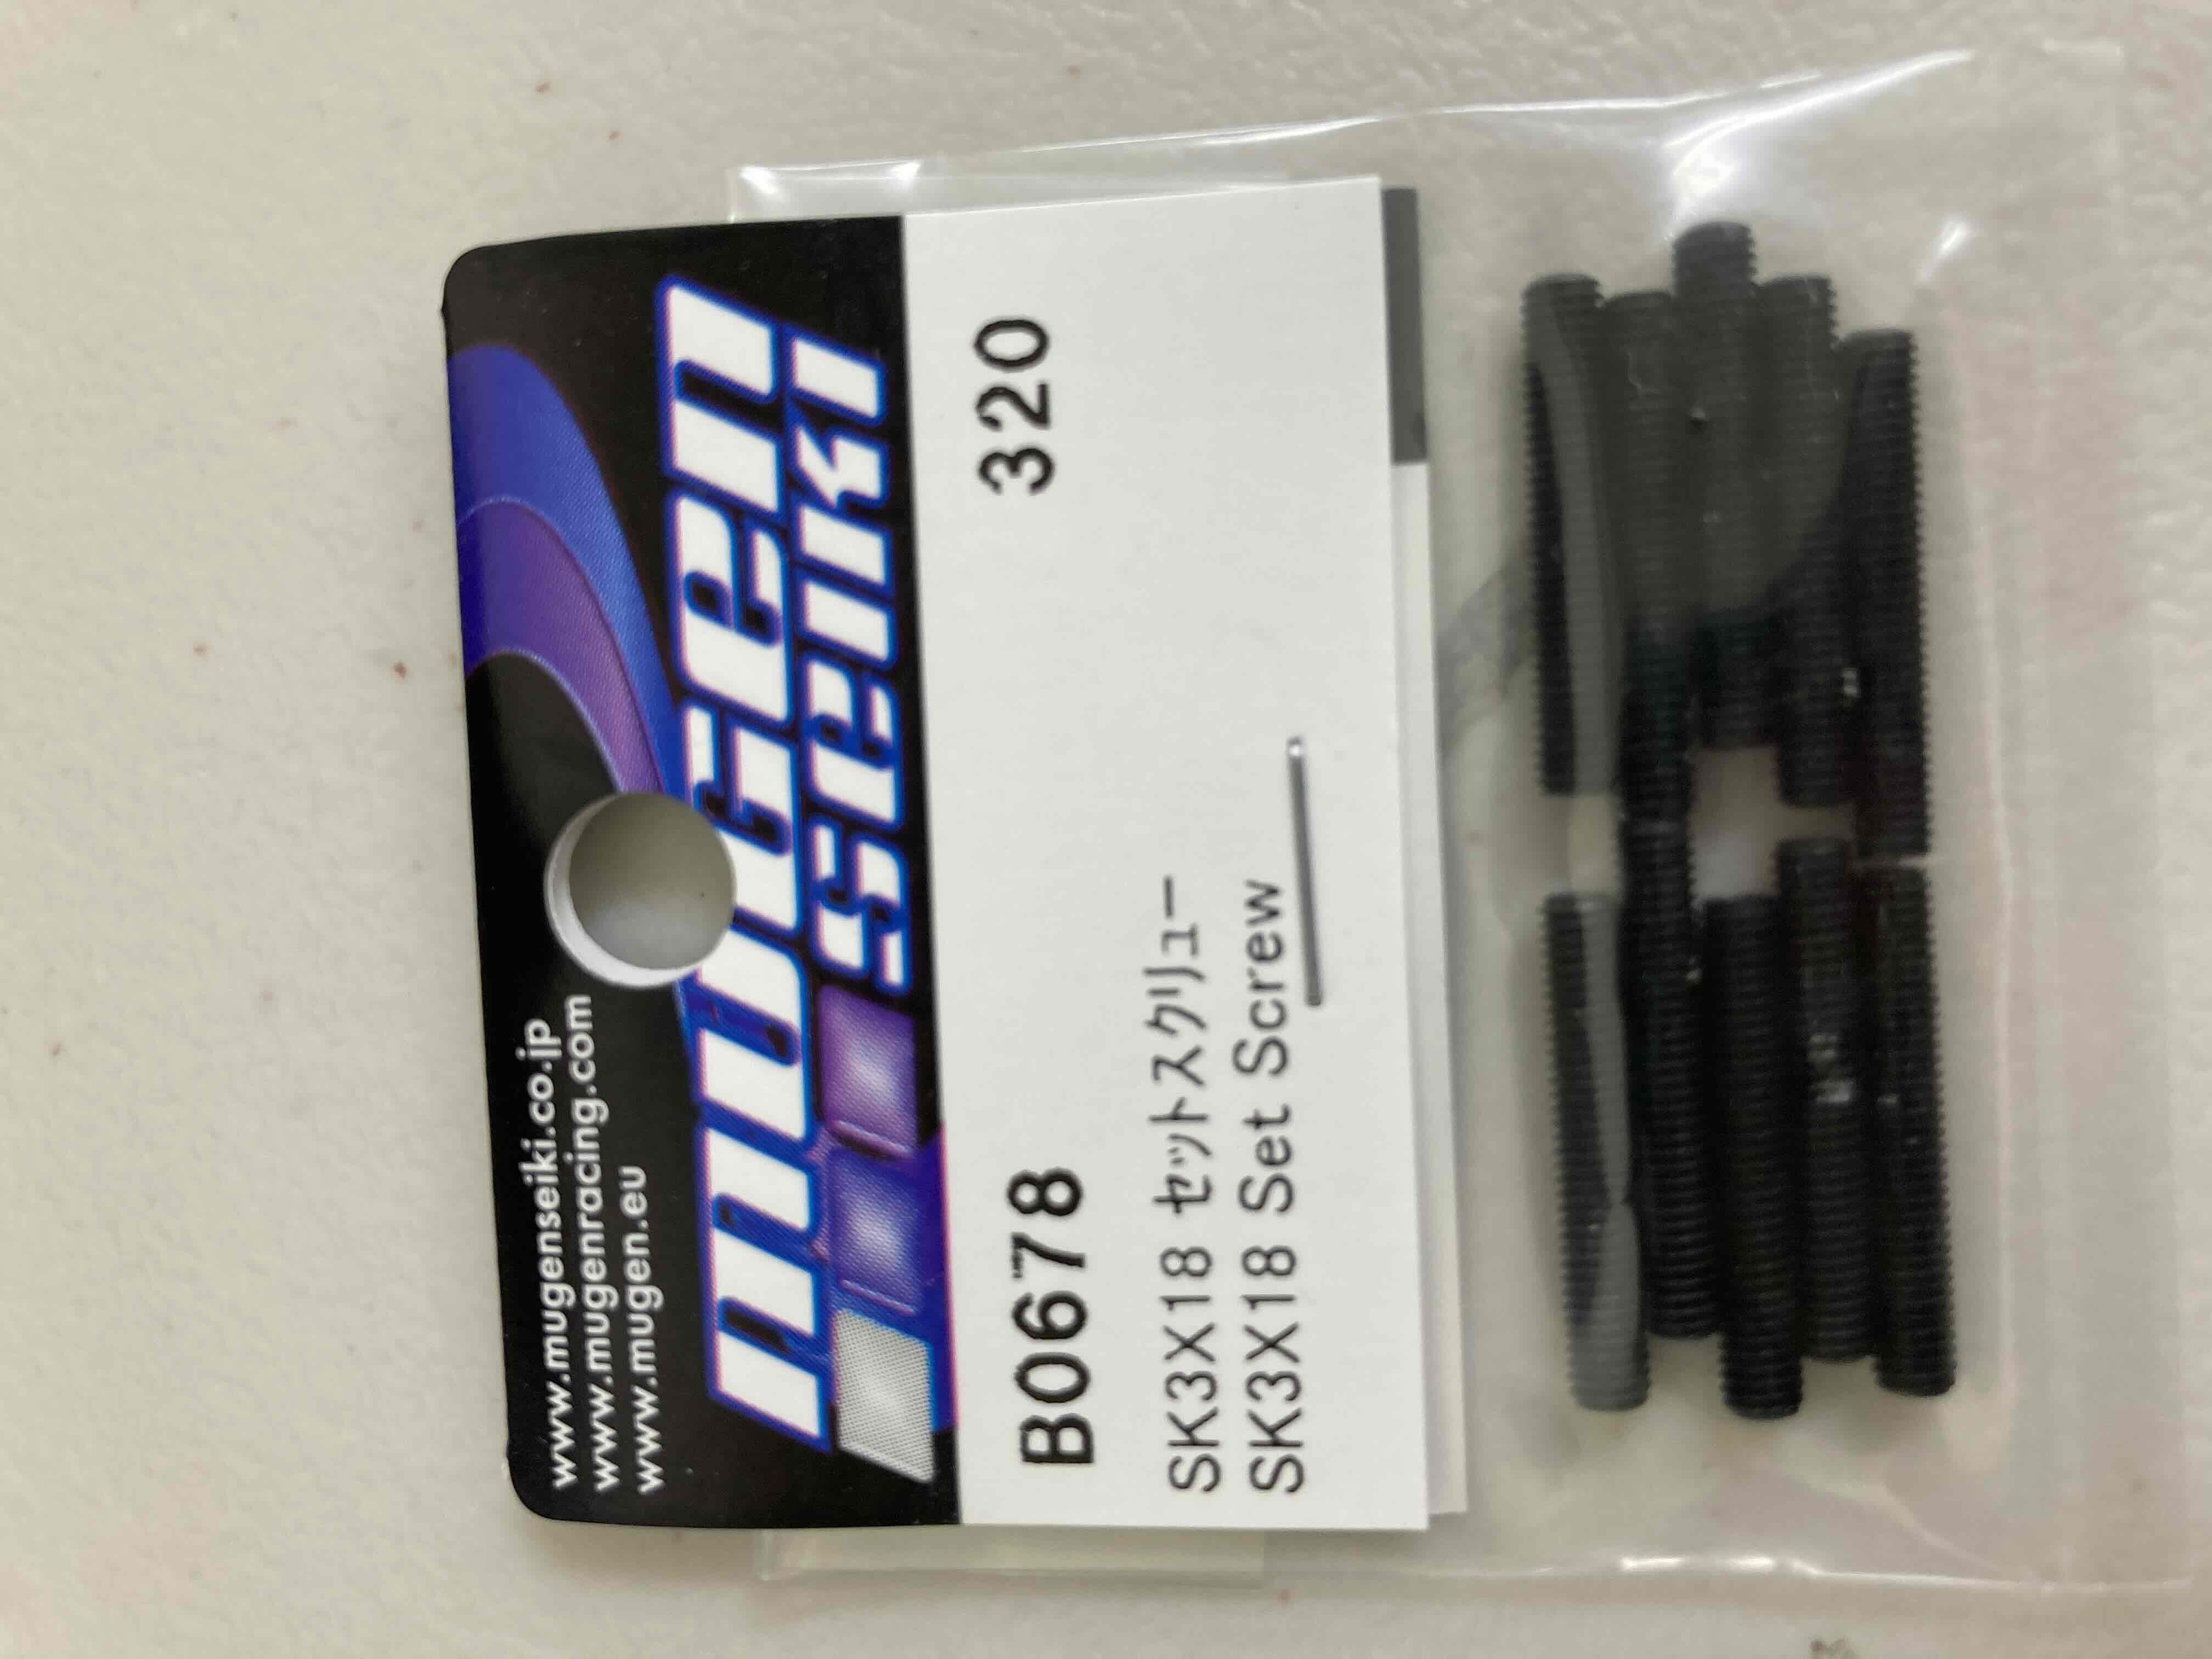 www.mugenseiki.co.jp
www.mugenracing.com
www.mugen.eu
mugen
seiki
B0678 320
SK3X18 セットスクリュー
SK3X18 Set Screw